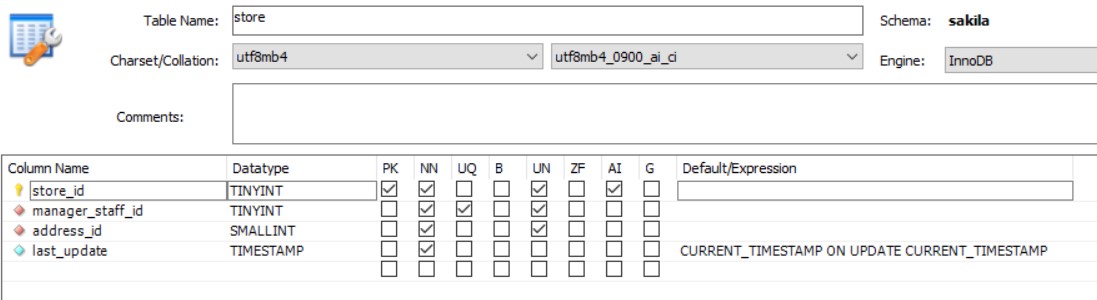 Table Name: store Schema: sakila
Charset/Collation: utf8mb4 utf8mb4_0900_ai_ci Engine: InnoDB
Comments:
Column Name Datatype PK NN UQ B UN ZF AI G Default/Expression
store_id TINYINT
manager_staff_id TINYINT
address_id SMALLINT
last_update TIMESTAMP CURRENT_TIMESTAMP ON UPDATE CURRENT_TIMESTAMP